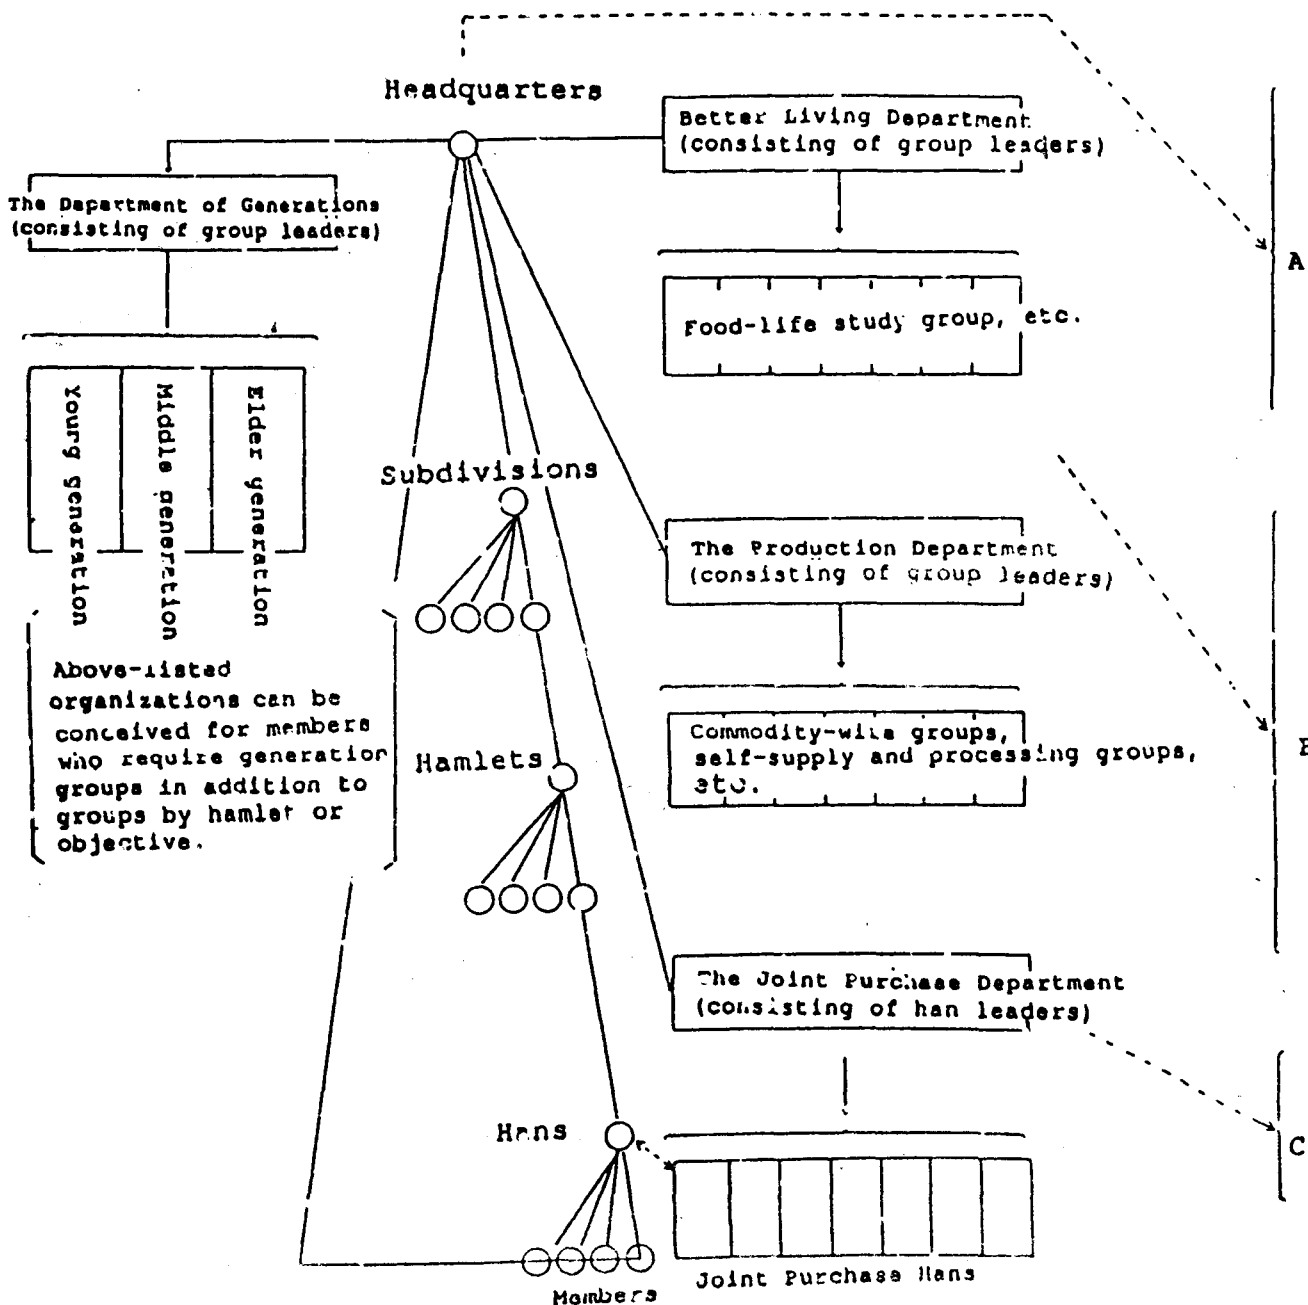 Headquarters
Better Living Department
(consisting of group leaders)
The Department of Generations
(consisting of group leaders)
A
Food-life study group, etc.
Young generation
Middle generation
Elder generation
Subdivisions
The Production Department
(consisting of group leaders)
Above-listed
organizations can be
conceived for members
who require generation
groups in addition to
groups by hamlet or
objective.
Hamlets
Commodity-wise groups,
self-supply and processing groups,
etc.
B
The Joint Purchase Department
(consisting of han leaders)
Hans
C
Joint Purchase Hans
Members